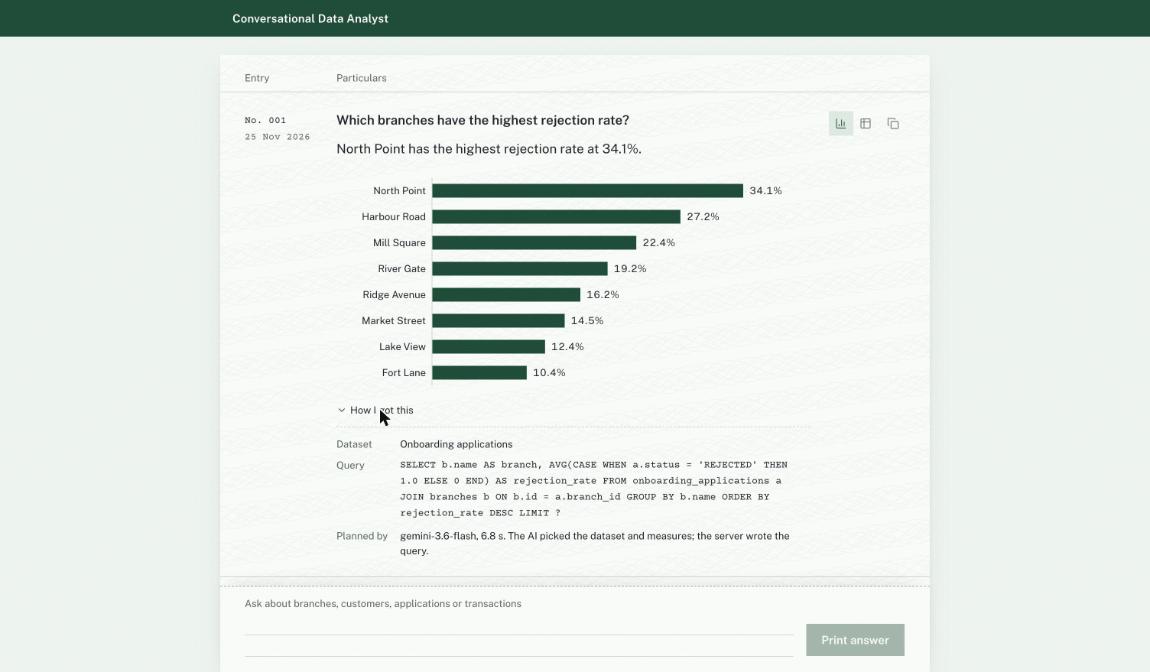 Conversational Data Analyst
Entry
Particulars
No. 001
25 Nov 2026
Which branches have the highest rejection rate?
North Point has the highest rejection rate at 34.1%.
North Point 34.1%
Harbour Road 27.2%
Mill Square 22.4%
River Gate 19.2%
Ridge Avenue 16.2%
Market Street 14.5%
Lake View 12.4%
Fort Lane 10.4%
How I got this
Dataset Onboarding applications
Query SELECT b.name AS branch, AVG(CASE WHEN a.status = 'REJECTED' THEN
1.0 ELSE 0 END) AS rejection_rate FROM onboarding_applications a
JOIN branches b ON b.id = a.branch_id GROUP BY b.name ORDER BY
rejection_rate DESC LIMIT ?
Planned by gemini-3.6-flash, 6.8 s. The AI picked the dataset and measures; the server wrote the
query.
Ask about branches, customers, applications or transactions
Print answer